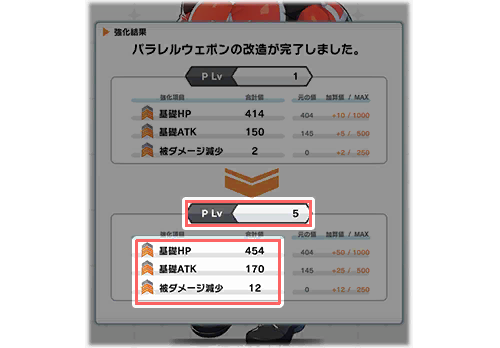 強化結果
パラレルウェポンの改造が完了しました。
P Lv 1
強化項目 合計値 元の値 加算値 / MAX
基礎HP 414 404 +10 / 1000
基礎ATK 150 145 +5 / 500
被ダメージ減少 2 0 +2 / 250
P Lv 5
強化項目 合計値 元の値 加算値 / MAX
基礎HP 454 404 +50 / 1000
基礎ATK 170 145 +25 / 500
被ダメージ減少 12 0 +12 / 250